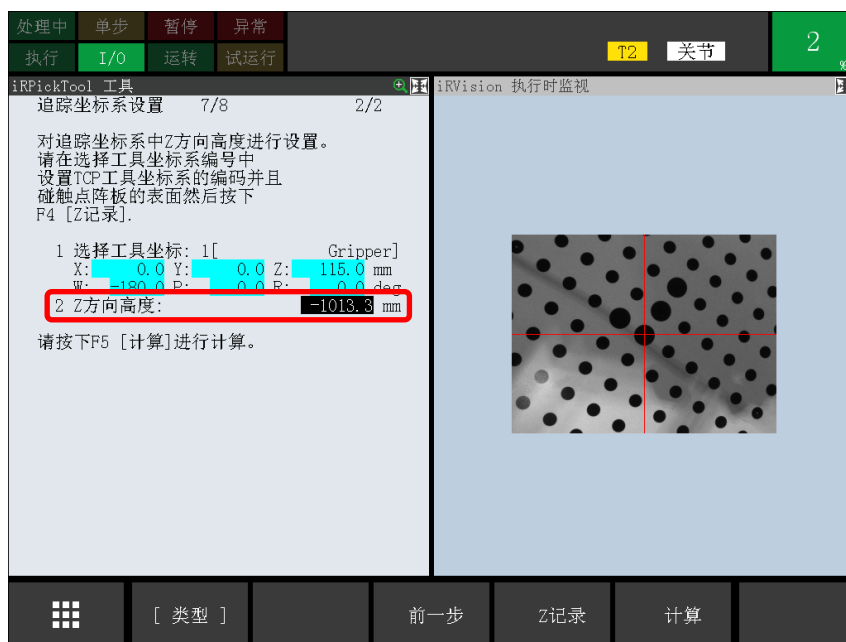 处理中 单步 暂停 异常
执行 I/O 运转 试运行
T2 关节
2 %
iRPickTool 工具
iRVision 执行时监视
追踪坐标系设置 7/8 2/2
对追踪坐标系中Z方向高度进行设置。
请在选择工具坐标系编号中
设置TCP工具坐标系的编码并且
碰触点阵板的表面然后按下
F4 [Z记录].
1 选择工具坐标: 1[ Gripper]
X: 0.0 Y: 0.0 Z: 115.0 mm
W: -180.0 P: 0.0 R: 0.0 deg
2 Z方向高度: -1013.3 mm
请按下F5 [计算]进行计算。
[ 类型 ] 前一步 Z记录 计算